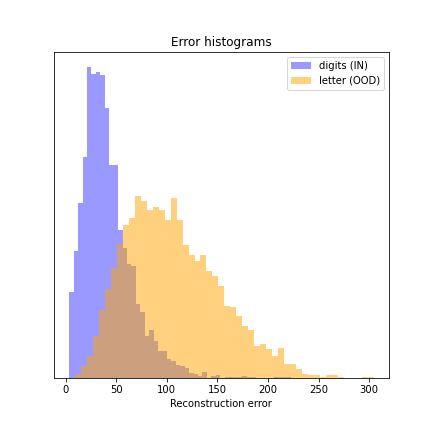 Error histograms
digits (IN)
letter (OOD)
0 50 100 150 200 250 300
Reconstruction error